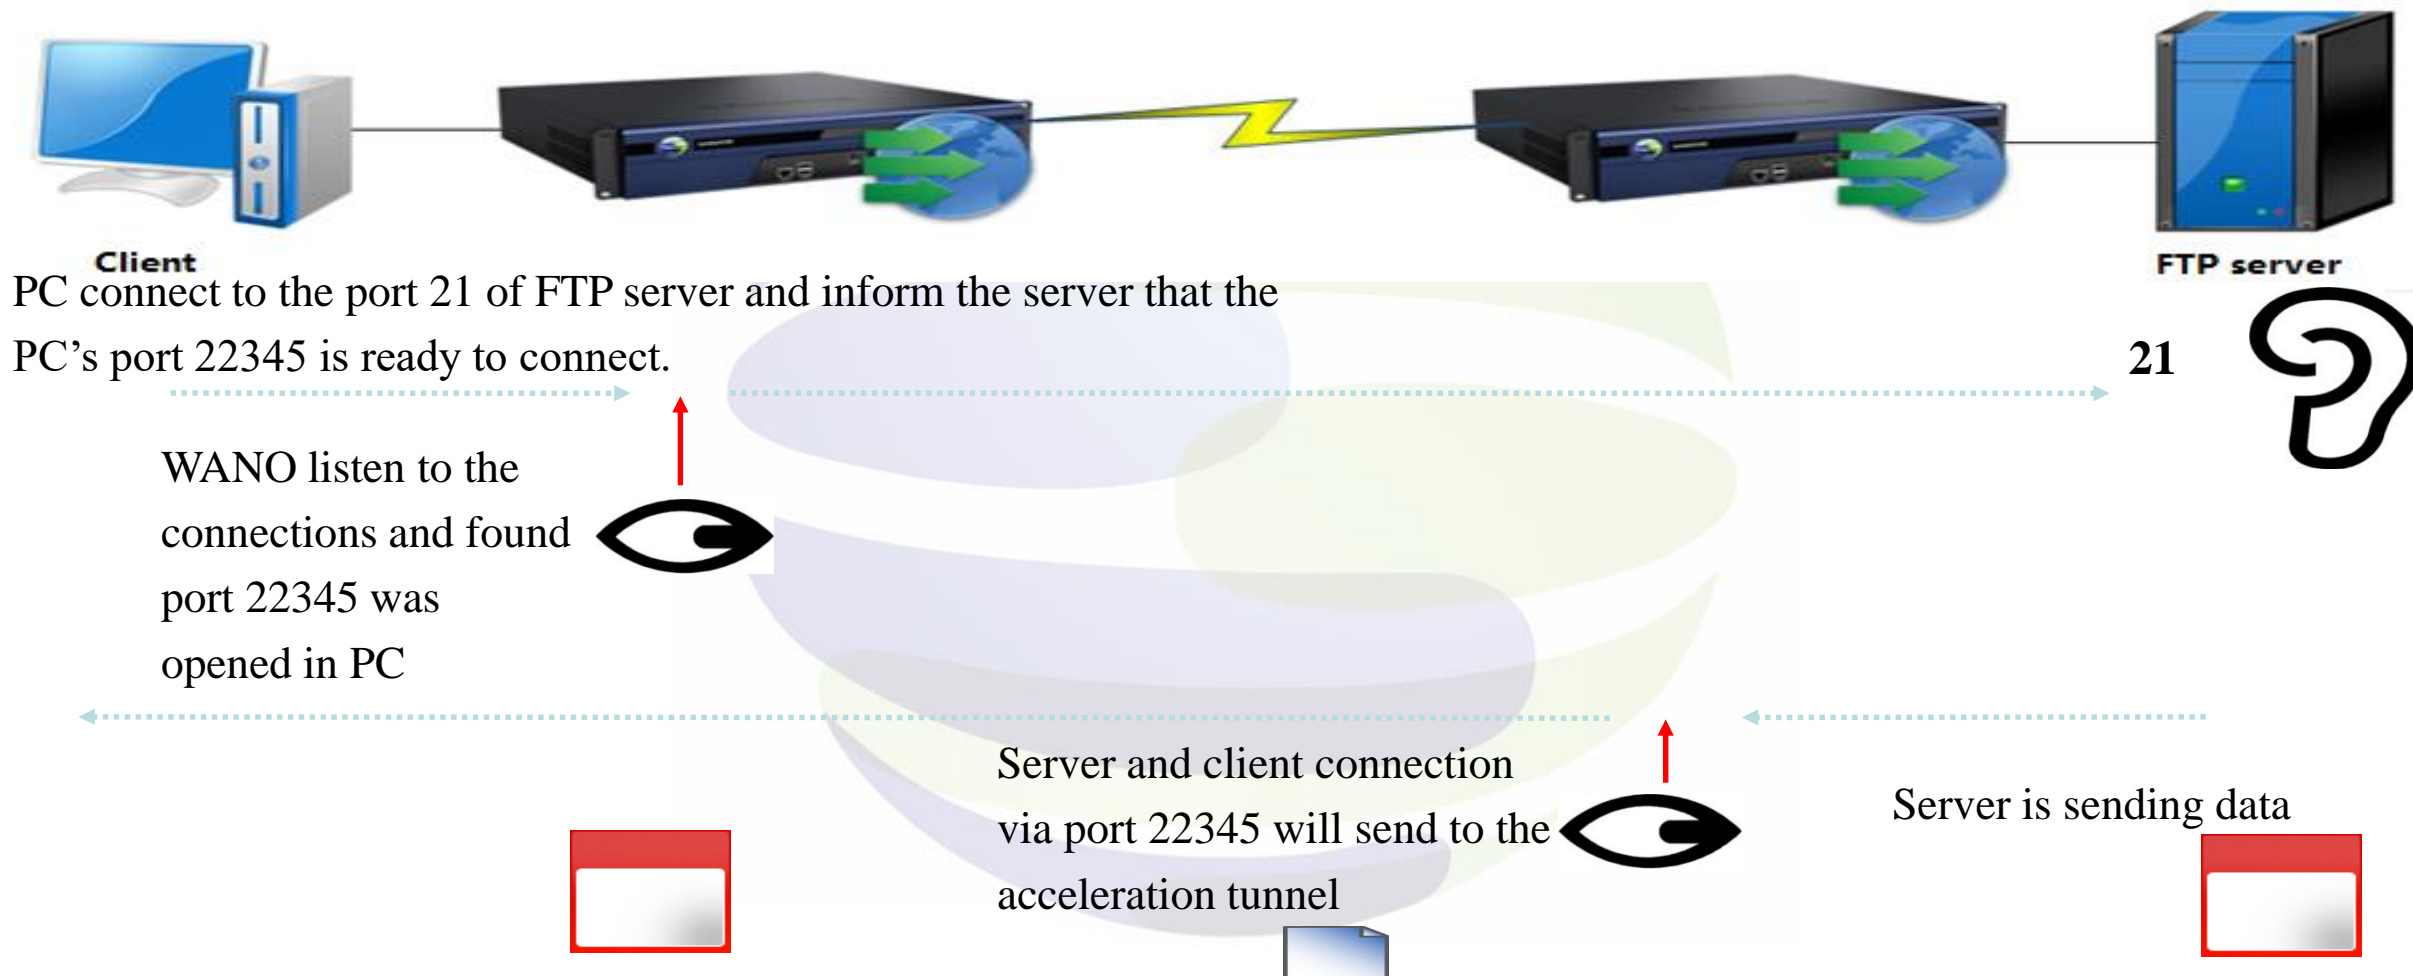 Client
FTP server
PC connect to the port 21 of FTP server and inform the server that the
PC’s port 22345 is ready to connect.
21
WANO listen to the
connections and found
port 22345 was
opened in PC
Server and client connection
via port 22345 will send to the
acceleration tunnel
Server is sending data